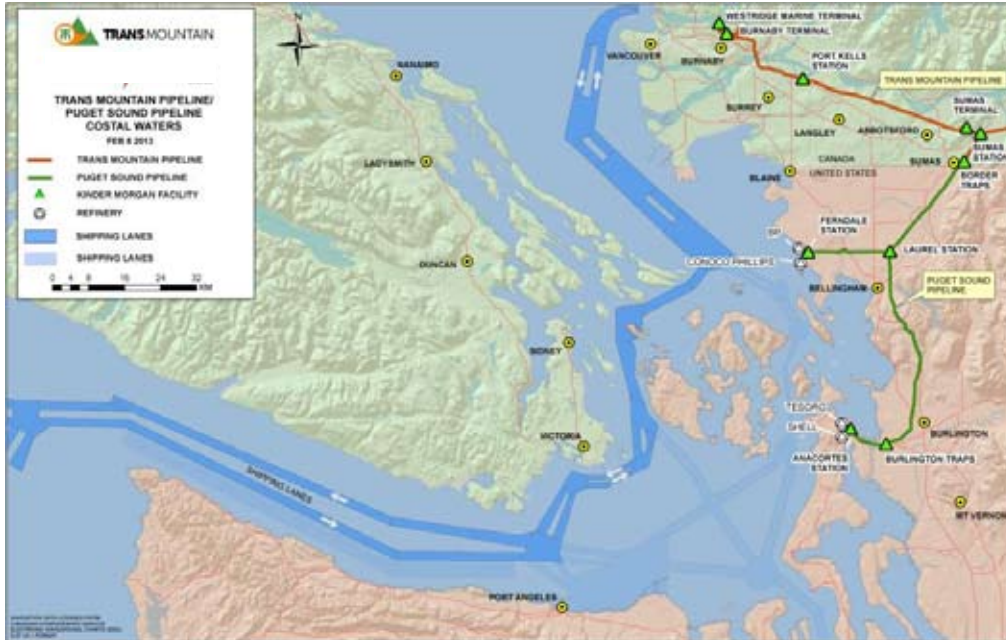 TRANSMOUNTAIN
TRANS MOUNTAIN PIPELINE/
PUGET SOUND PIPELINE
COSTAL WATERS
FEB 8 2013
TRANS MOUNTAIN PIPELINE
PUGET SOUND PIPELINE
KINDER MORGAN FACILITY
REFINERY
SHIPPING LANES
SHIPPING LANES
0 4 8 16 24 32
KM
N
WESTRIDGE MARINE TERMINAL
BURNABY TERMINAL
VANCOUVER
BURNABY
PORT KELLS
STATION
TRANS MOUNTAIN PIPELINE
NANAIMO
SURREY
SUMAS
TERMINAL
LANGLEY
ABBOTSFORD
SUMAS
STATION
LADYSMITH
CANADA
UNITED STATES
SUMAS
BLAINE
BORDER
TRAPS
FERNDALE
STATION
BP
DUNCAN
CONOCO PHILLIPS
LAUREL STATION
BELLINGHAM
PUGET SOUND
PIPELINE
SIDNEY
TESORO
SHELL
BURLINGTON
VICTORIA
ANACORTES
STATION
BURLINGTON TRAPS
SHIPPING LANES
MT VERNON
PORT ANGELES